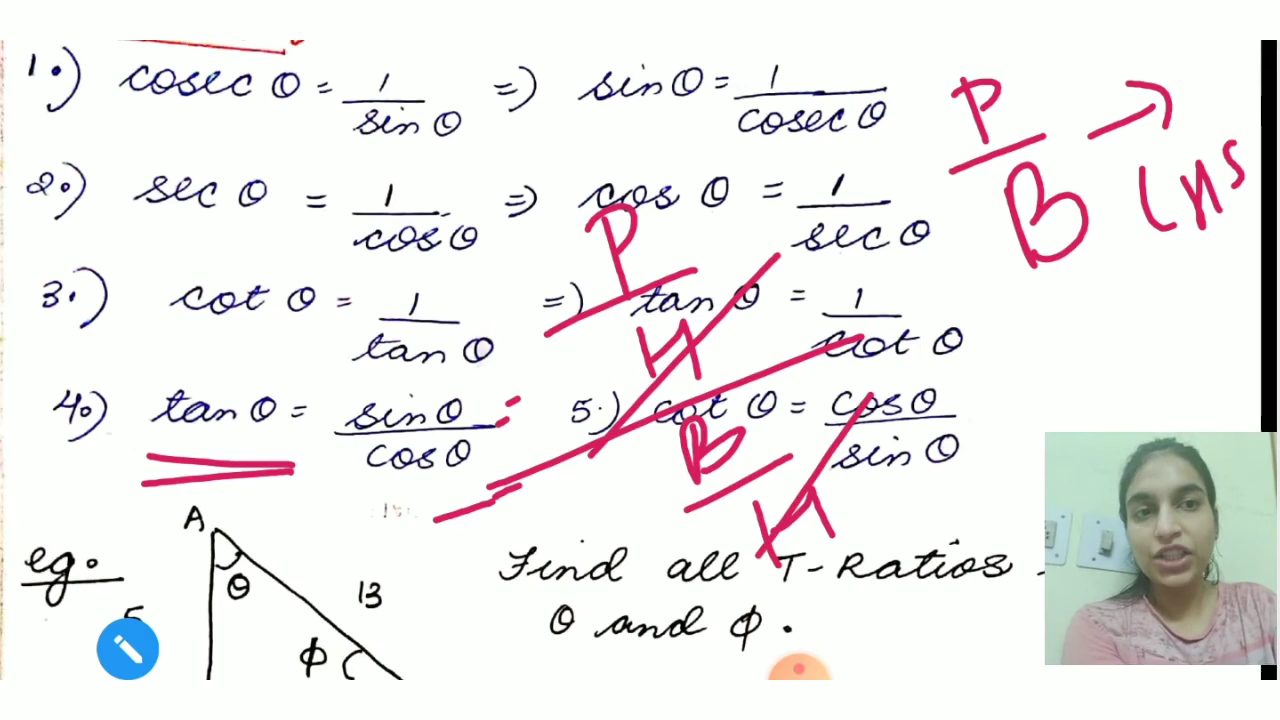 1.) cosec θ = 1/sin θ => sin θ = 1/cosec θ
2.) sec θ = 1/cos θ => cos θ = 1/sec θ
3.) cot θ = 1/tan θ => tan θ = 1/cot θ
4.) tan θ = sin θ/cos θ 5.) cot θ = cos θ/sin θ
P/B → LHS
P/H
B/H
eg.
A
θ
13
ϕ
Find all T-Ratios
θ and ϕ.